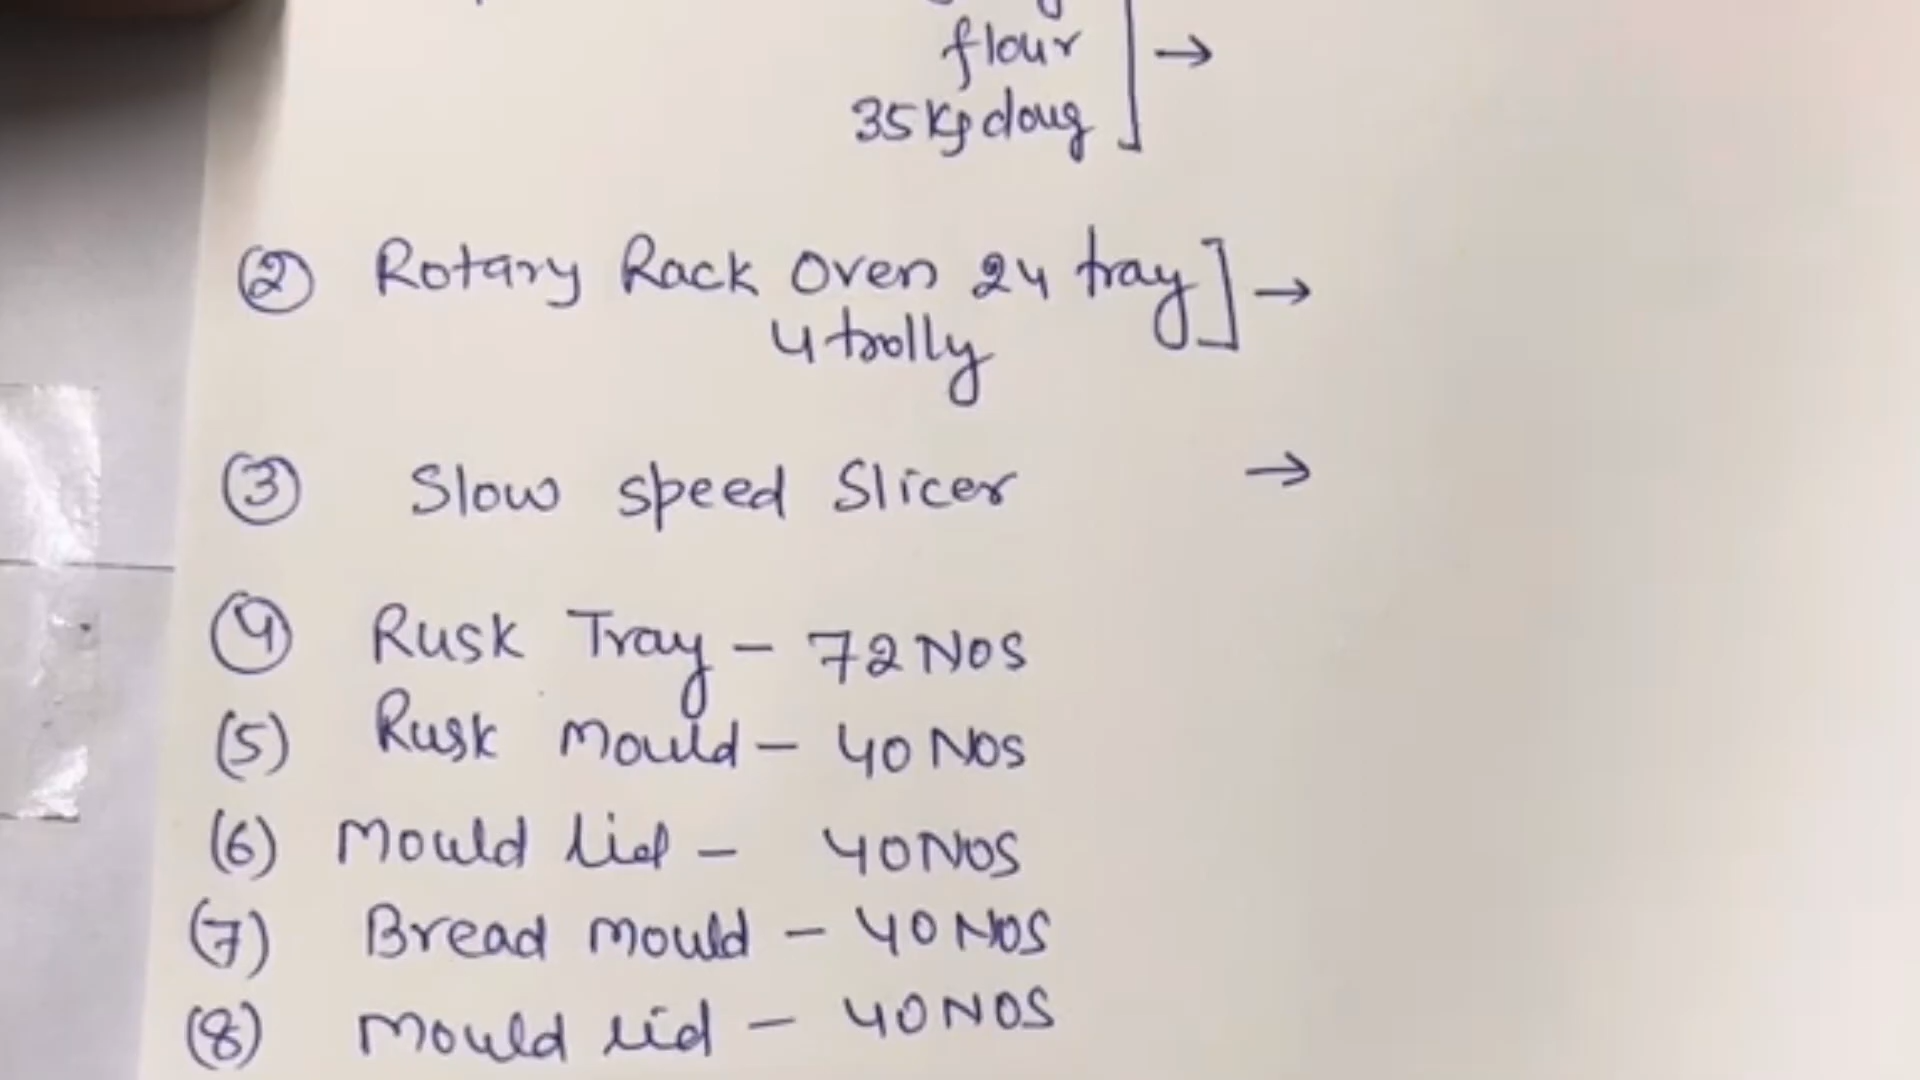 flour ] →
35 Kg doug
② Rotary Rack Oven 24 tray ] →
4 trolly
③ Slow speed Slicer →
④ Rusk Tray - 72 NOS
(5) Rusk Mould - 40 NOS
(6) Mould Lid - 40 NOS
(7) Bread Mould - 40 NOS
(8) Mould Lid - 40 NOS